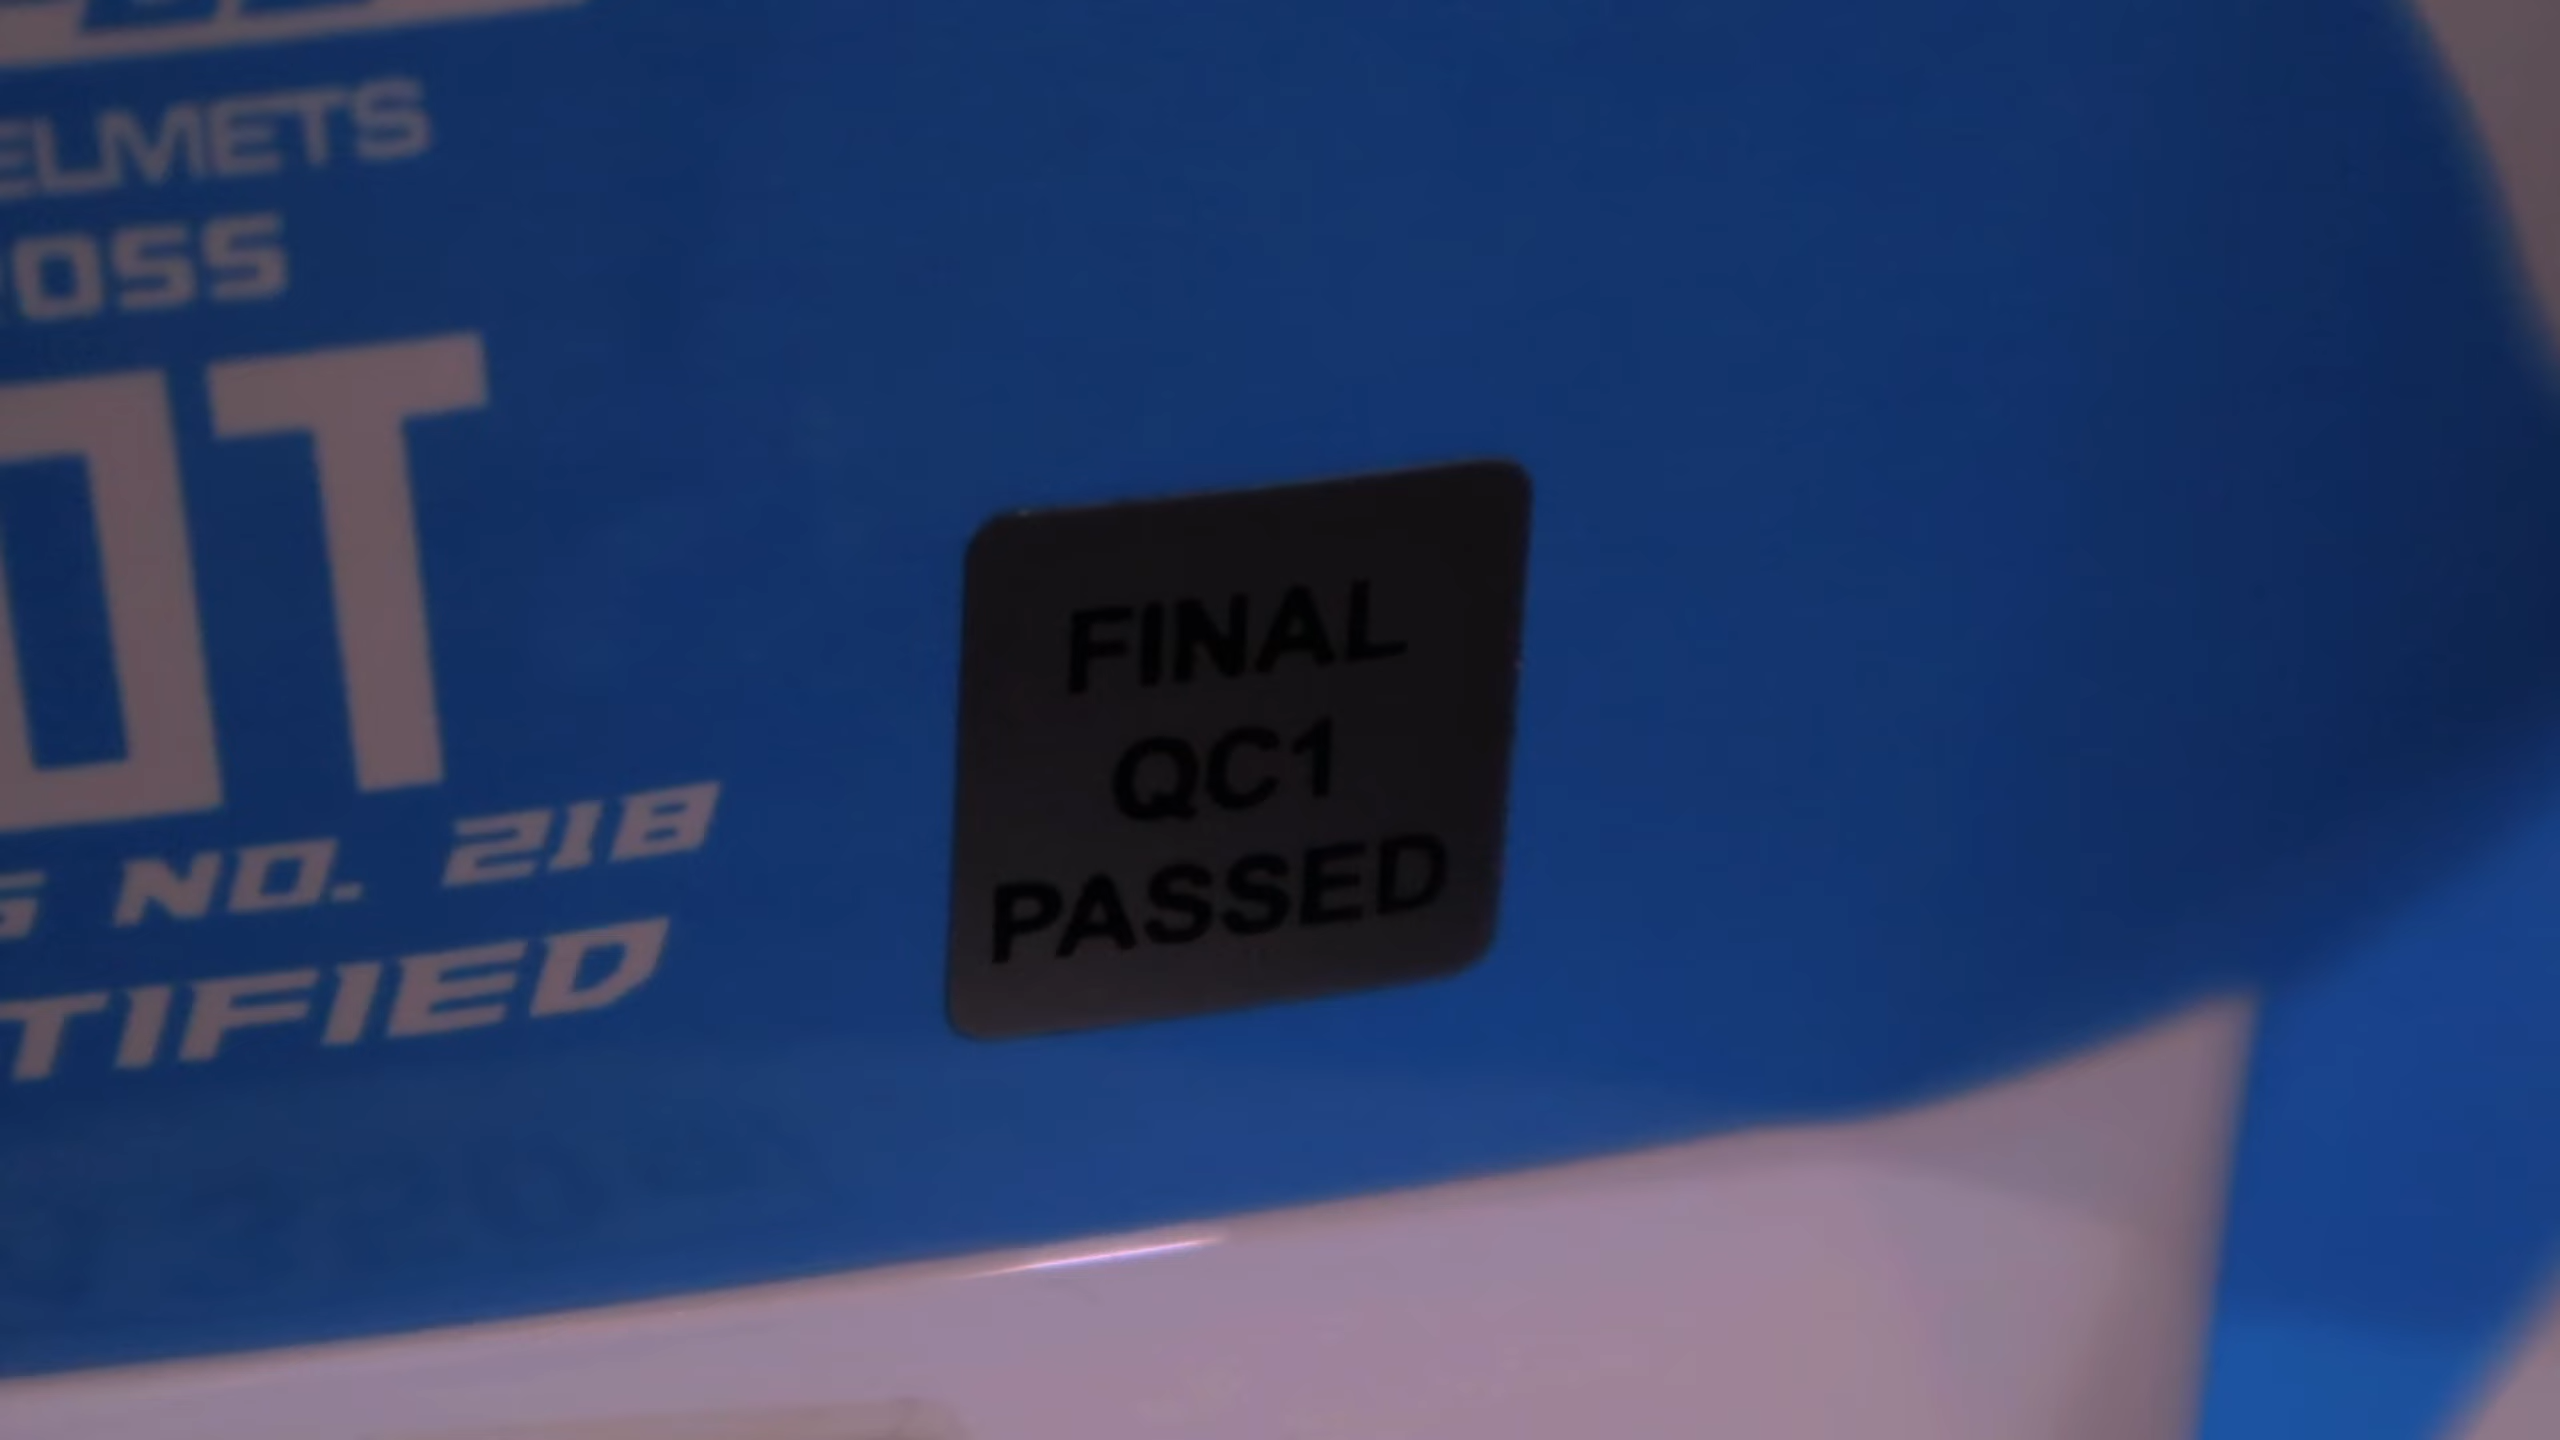 ELMETS
OSS
OT
S NO. 218
TIFIED
FINAL
QC1
PASSED